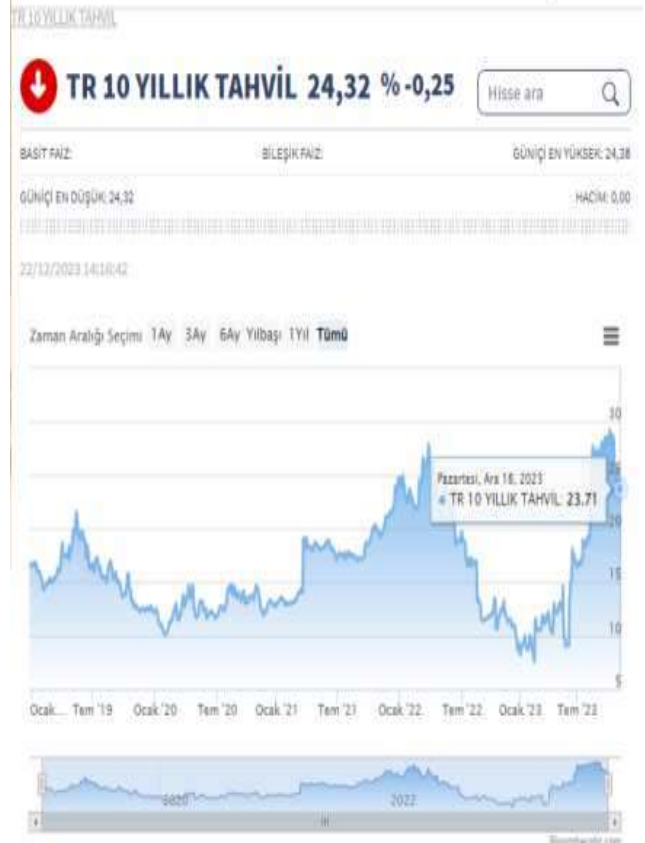 TR 10 YILLIK TAHVİL
TR 10 YILLIK TAHVİL 24,32 % -0,25
Hisse ara
BASİT FAİZ: BİLEŞİK FAİZ: GÜNİÇİ EN YÜKSEK: 24,38
GÜNİÇİ EN DÜŞÜK: 24,32 HACİM: 0,00
22/12/2023 14:16:42
Zaman Aralığı Seçimi 1Ay 3Ay 6Ay Yılbaşı 1Yıl Tümü
30
Pazartesi, Ara 18, 2023
TR 10 YILLIK TAHVİL: 23.71
25
20
15
10
5
Ocak... Tem '19 Ocak '20 Tem '20 Ocak '21 Tem '21 Ocak '22 Tem '22 Ocak '23 Tem '23
2020 2022
Bloomberght.com